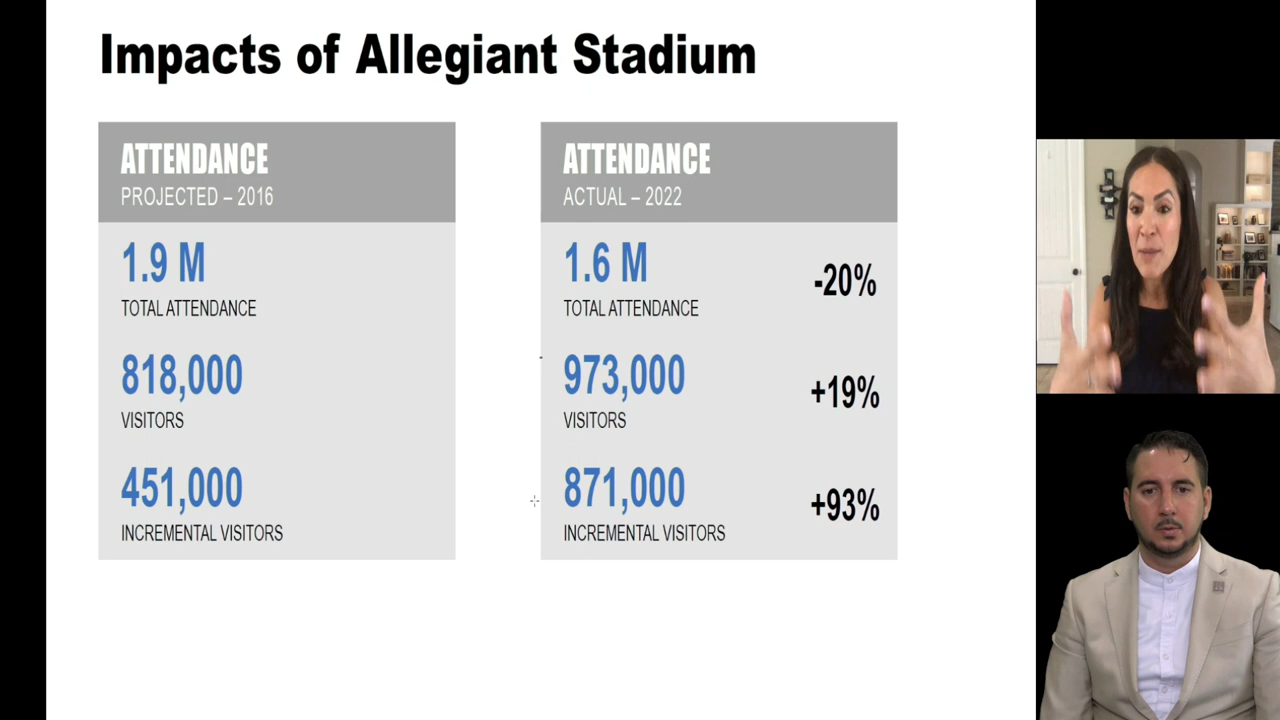 Impacts of Allegiant Stadium
ATTENDANCE
PROJECTED – 2016
1.9 M
TOTAL ATTENDANCE
818,000
VISITORS
451,000
INCREMENTAL VISITORS
ATTENDANCE
ACTUAL – 2022
1.6 M
TOTAL ATTENDANCE
-20%
973,000
VISITORS
+19%
871,000
INCREMENTAL VISITORS
+93%